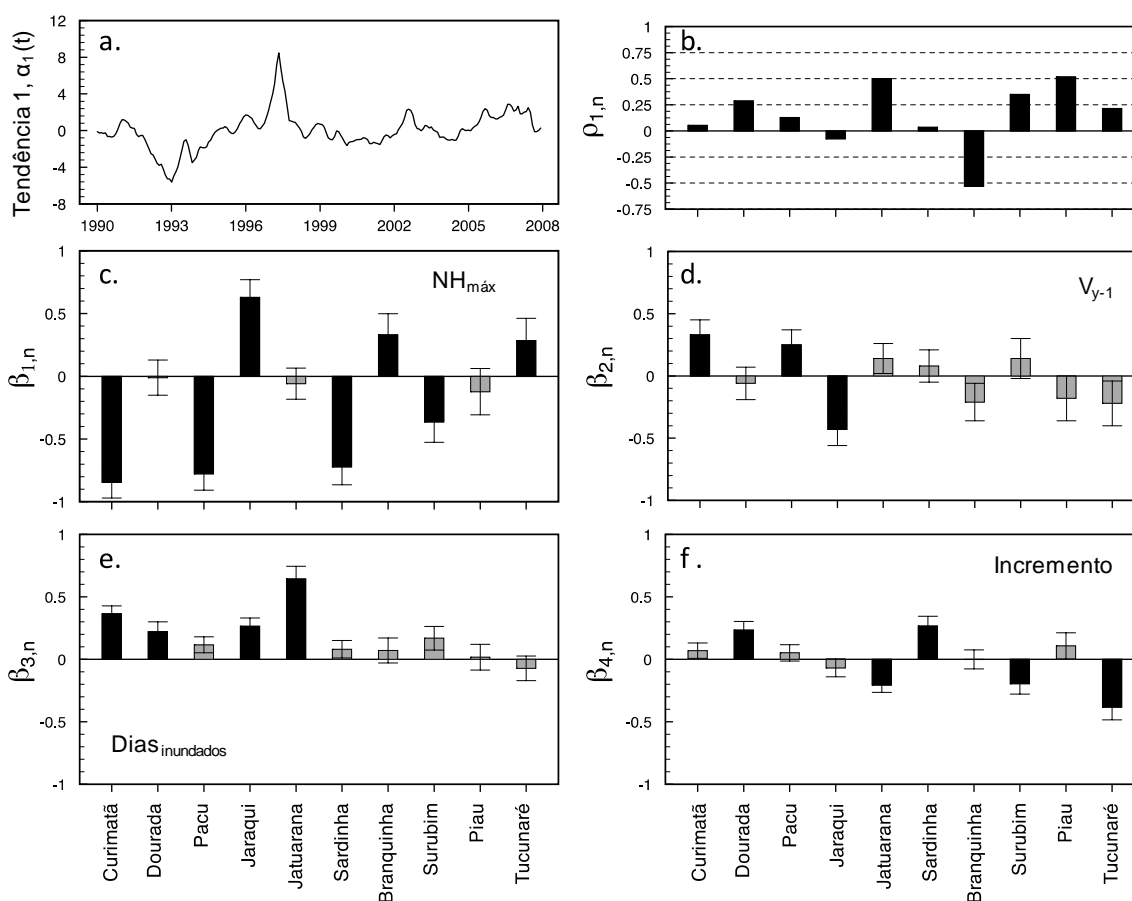 a.
Tendência 1, α1(t)
12
8
4
0
-4
-8
1990 1993 1996 1999 2002 2005 2008
b.
ρ1,n
1
0.75
0.5
0.25
0
-0.25
-0.5
-0.75
c.
NHmáx
β1,n
1
0.5
0
-0.5
-1
d.
Vy-1
β2,n
1
0.5
0
-0.5
-1
e.
Diasinundados
β3,n
1
0.5
0
-0.5
-1
Curimatã
Dourada
Pacu
Jaraqui
Jatuarana
Sardinha
Branquinha
Surubim
Piau
Tucunaré
f .
Incremento
β4,n
1
0.5
0
-0.5
-1
Curimatã
Dourada
Pacu
Jaraqui
Jatuarana
Sardinha
Branquinha
Surubim
Piau
Tucunaré